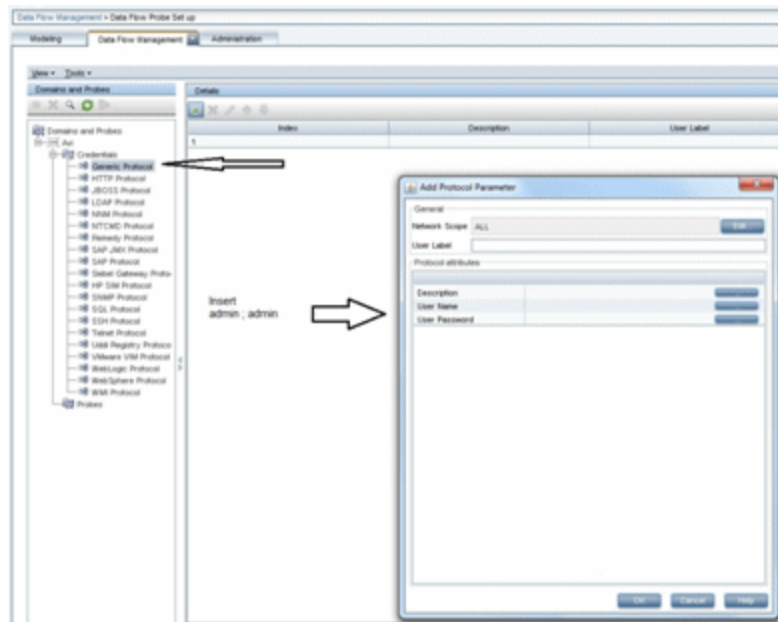 Data Flow Management > Data Flow Probe Set up
Modeling
Data Flow Management
Administration
View
Tools
Domains and Probes
Details
Index
Description
User Label
1
Domains and Probes
Avi
Credentials
Generic Protocol
HTTP Protocol
JBOSS Protocol
LDAP Protocol
NNM Protocol
NTCMD Protocol
Remedy Protocol
SAP JMX Protocol
SAP Protocol
Siebel Gateway Proto
HP SIM Protocol
SNMP Protocol
SQL Protocol
SSH Protocol
Telnet Protocol
Uddi Registry Protoco
VMware VIM Protocol
WebLogic Protocol
WebSphere Protocol
WMI Protocol
Probes
Insert
admin ; admin
Add Protocol Parameter
General
Network Scope ALL
Edit
User Label
Protocol attributes
Description
User Name
User Password
OK
Cancel
Help